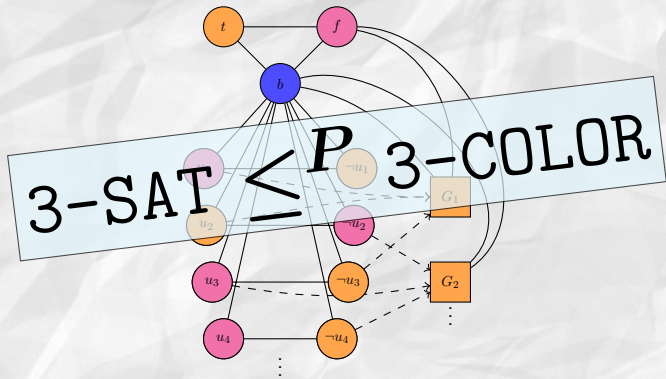 t f
b
3-SAT ≤ᴾ 3-COLOR
¬u₁
G₁
u₂ ¬u₂
u₃ ¬u₃ G₂
u₄ ¬u₄